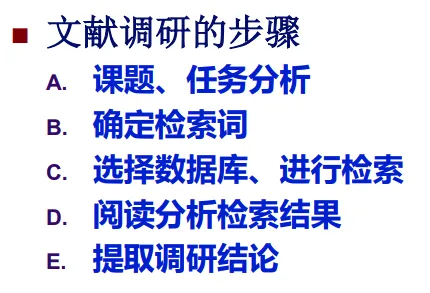 ■ 文献调研的步骤
A. 课题、任务分析
B. 确定检索词
C. 选择数据库、进行检索
D. 阅读分析检索结果
E. 提取调研结论